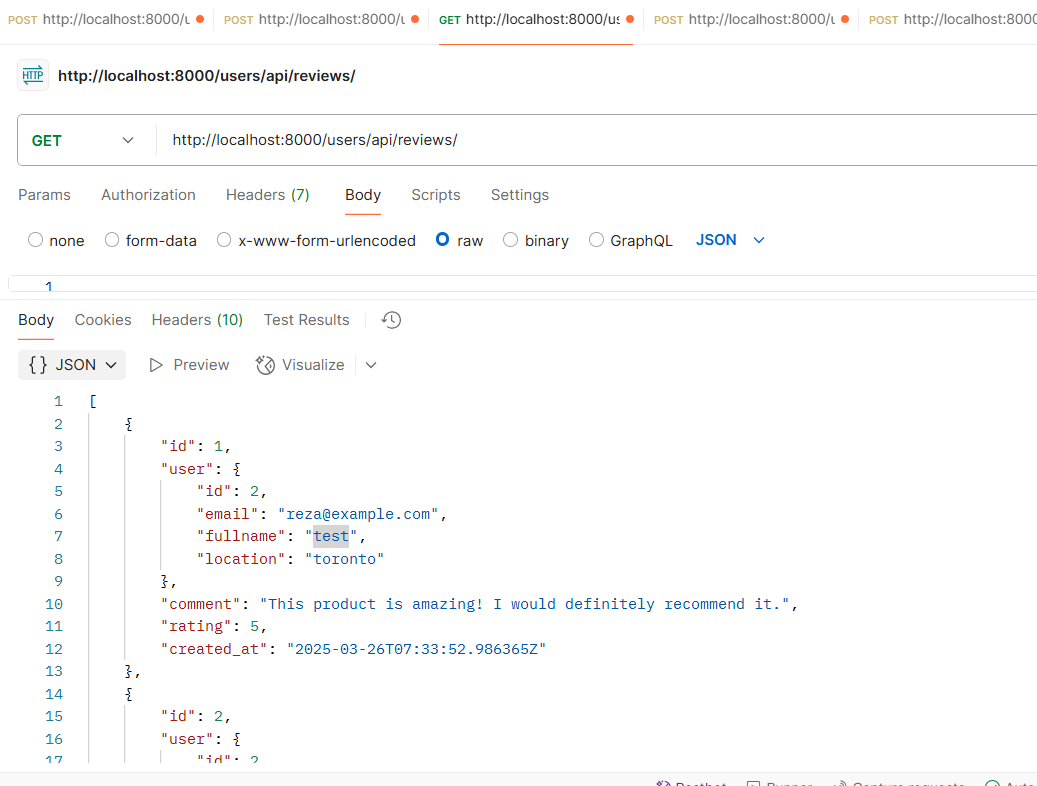 POST http://localhost:8000/u POST http://localhost:8000/u GET http://localhost:8000/us POST http://localhost:8000/u POST http://localhost:8000
HTTP http://localhost:8000/users/api/reviews/
GET http://localhost:8000/users/api/reviews/
Params Authorization Headers (7) Body Scripts Settings
none form-data x-www-form-urlencoded raw binary GraphQL JSON
1
Body Cookies Headers (10) Test Results
{} JSON Preview Visualize
1 [
2 {
3 "id": 1,
4 "user": {
5 "id": 2,
6 "email": "reza@example.com",
7 "fullname": "test",
8 "location": "toronto"
9 },
10 "comment": "This product is amazing! I would definitely recommend it.",
11 "rating": 5,
12 "created_at": "2025-03-26T07:33:52.986365Z"
13 },
14 {
15 "id": 2,
16 "user": {
17 "id": 2
Postbot Runner Capture requests Auto